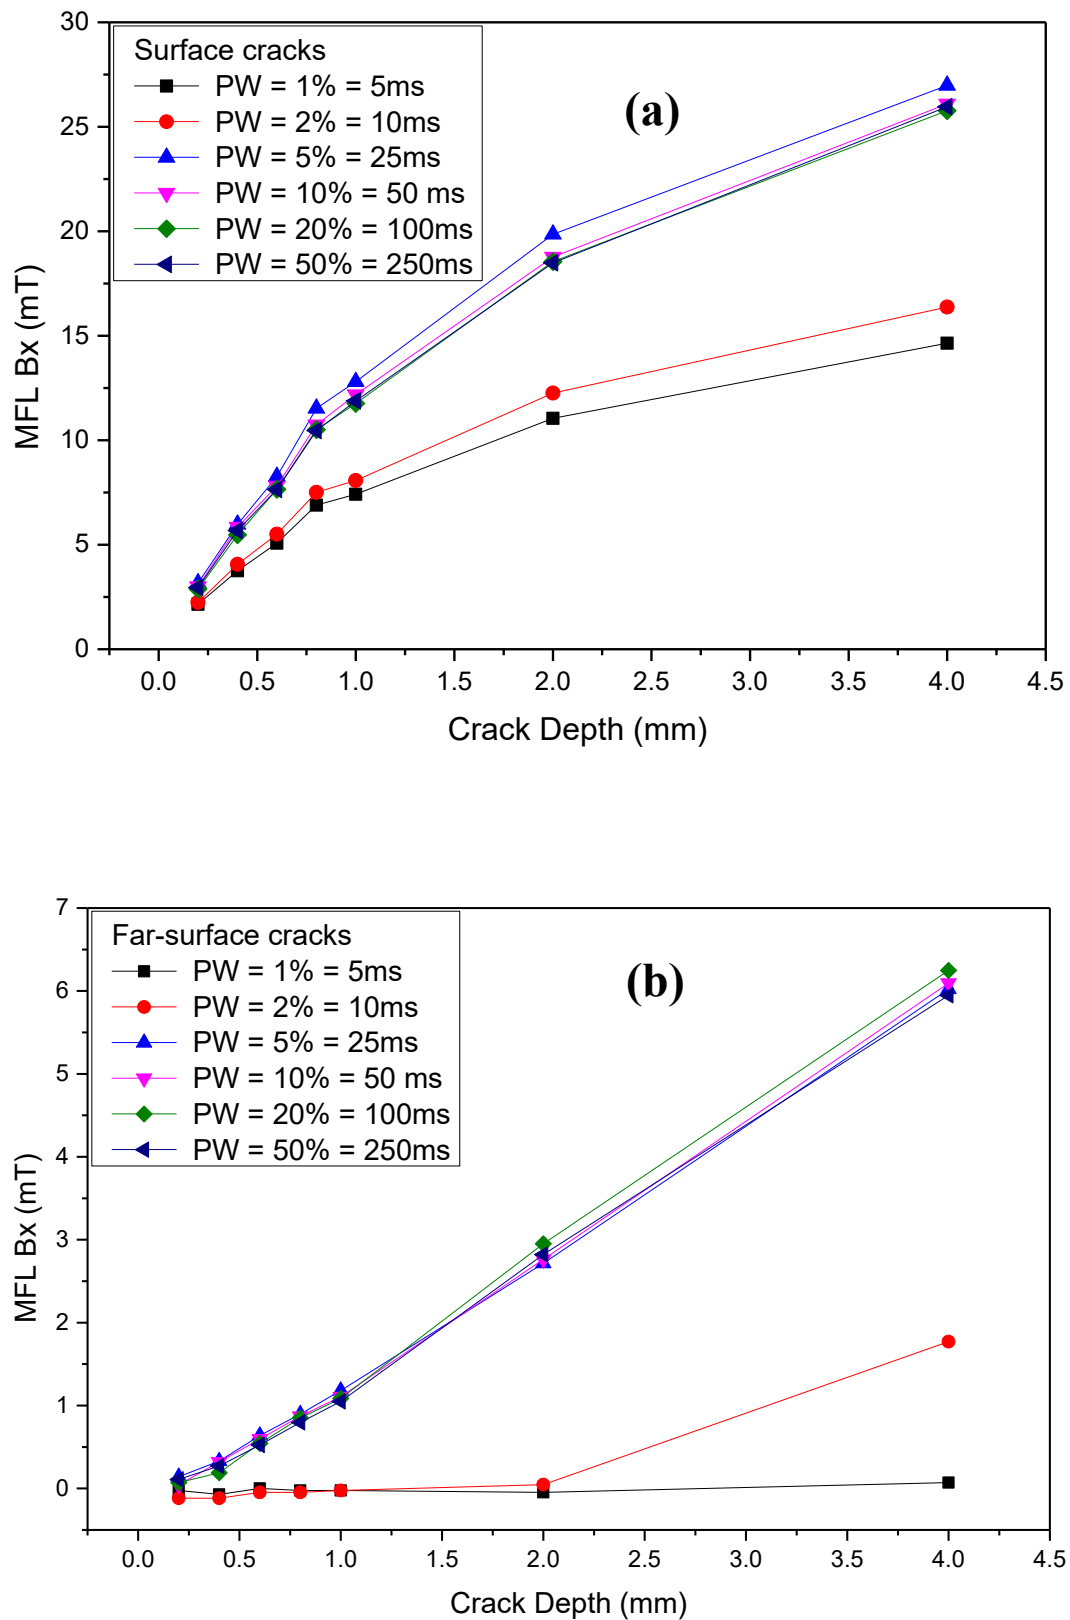 30
25
20
15
10
5
0
MFL Bx (mT)
Surface cracks
PW = 1% = 5ms
PW = 2% = 10ms
PW = 5% = 25ms
PW = 10% = 50 ms
PW = 20% = 100ms
PW = 50% = 250ms
(a)
0.0 0.5 1.0 1.5 2.0 2.5 3.0 3.5 4.0 4.5
Crack Depth (mm)
7
6
5
4
3
2
1
0
MFL Bx (mT)
Far-surface cracks
PW = 1% = 5ms
PW = 2% = 10ms
PW = 5% = 25ms
PW = 10% = 50 ms
PW = 20% = 100ms
PW = 50% = 250ms
(b)
0.0 0.5 1.0 1.5 2.0 2.5 3.0 3.5 4.0 4.5
Crack Depth (mm)